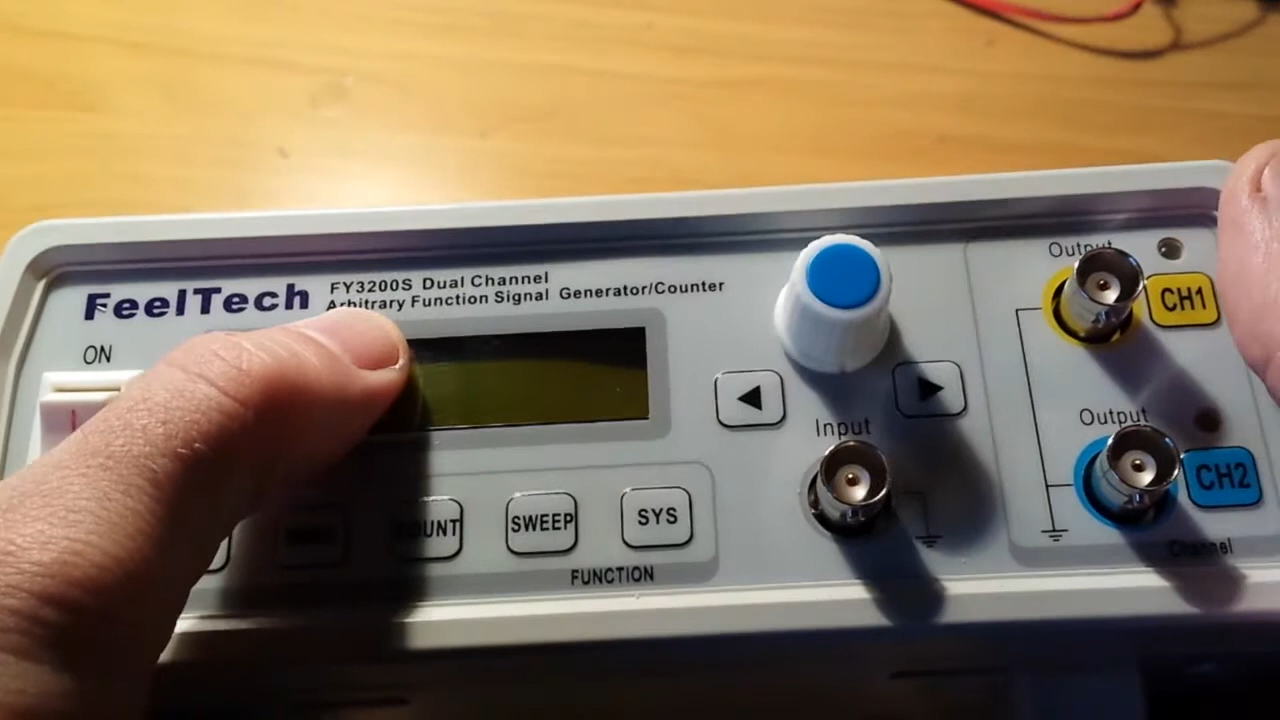 FeelTech
FY3200S Dual Channel
Arbitrary Function Signal Generator/Counter
ON
Output
CH1
Input
Output
CH2
SWEEP
SYS
FUNCTION
Channel